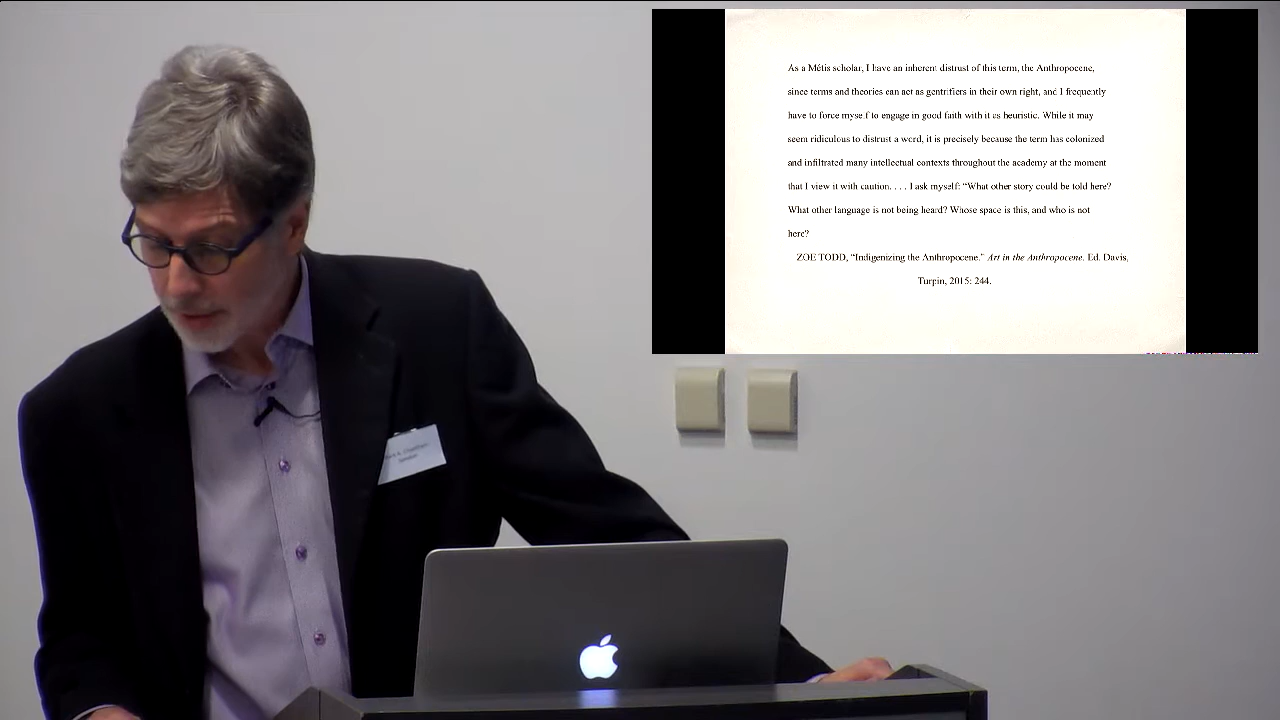 As a Métis scholar, I have an inherent distrust of this term, the Anthropocene,
since terms and theories can act as gentrifiers in their own right, and I frequently
have to force myself to engage in good faith with it as heuristic. While it may
seem ridiculous to distrust a word, it is precisely because the term has colonized
and infiltrated many intellectual contexts throughout the academy at the moment
that I view it with caution. . . . I ask myself: “What other story could be told here?
What other language is not being heard? Whose space is this, and who is not
here?
ZOE TODD, “Indigenizing the Anthropocene.” Art in the Anthropocene. Ed. Davis,
Turpin, 2015: 244.
Speaker